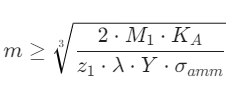 m ≥ ∛(2 · M₁ · K_A / z₁ · λ · Y · σ_amm)